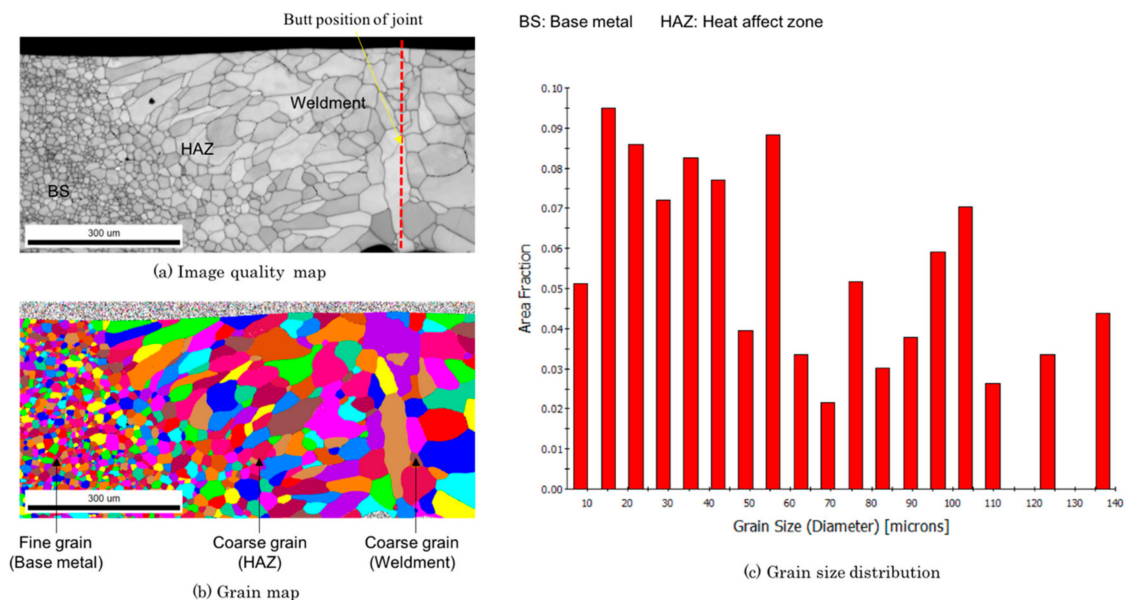 Butt position of joint
BS: Base metal HAZ: Heat affect zone
Weldment
HAZ
BS
300 um
(a) Image quality map
300 um
Fine grain
(Base metal)
Coarse grain
(HAZ)
Coarse grain
(Weldment)
(b) Grain map
0.10
0.09
0.08
0.07
0.06
0.05
0.04
0.03
0.02
0.01
0.00
Area Fraction
10 20 30 40 50 60 70 80 90 100 110 120 130 140
Grain Size (Diameter) [microns]
(c) Grain size distribution